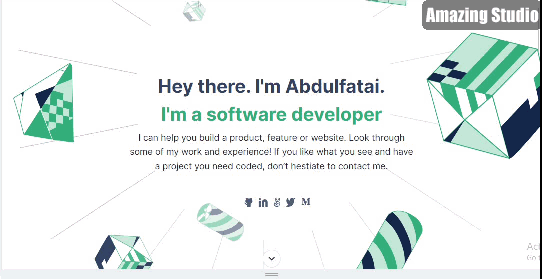 Amazing Studio
Hey there. I'm Abdulfatai.
I'm a software developer
I can help you build a product, feature or website. Look through
some of my work and experience! If you like what you see and have
a project you need coded, don't hestiate to contact me.
M